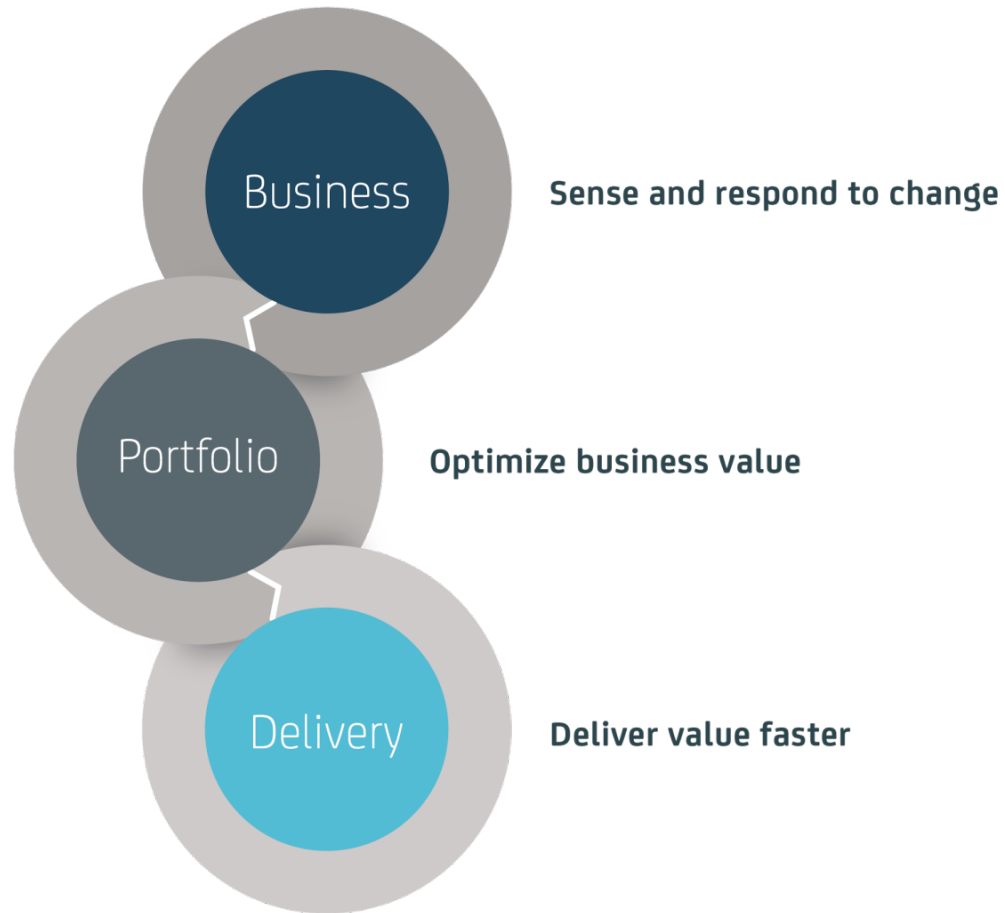 Business
Sense and respond to change
Portfolio
Optimize business value
Delivery
Deliver value faster